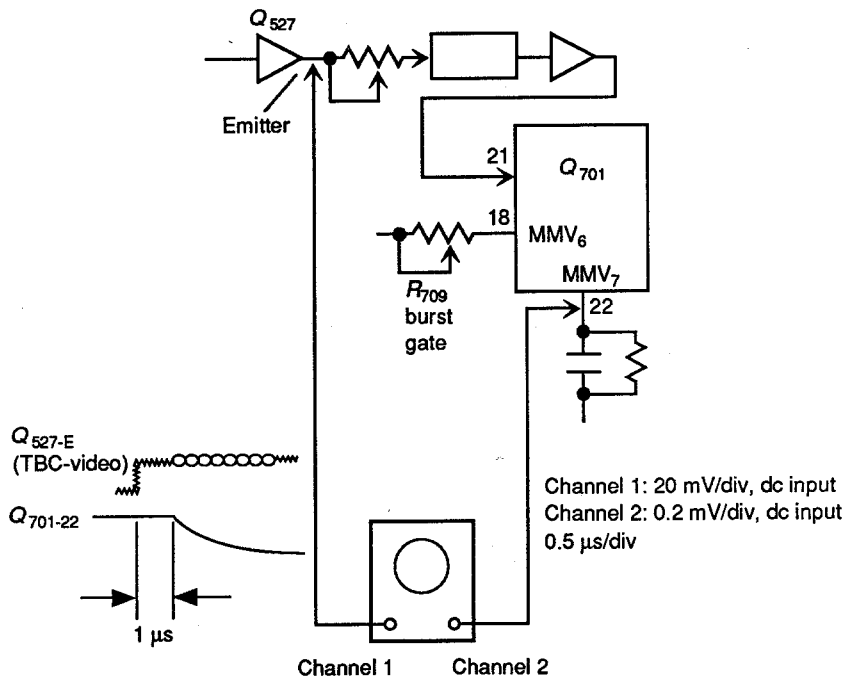 Q527
Emitter
21
Q701
18
MMV6
MMV7
R709
burst
gate
22
Q527-E
(TBC-video)
Q701-22
1 µs
Channel 1: 20 mV/div, dc input
Channel 2: 0.2 mV/div, dc input
0.5 µs/div
Channel 1
Channel 2